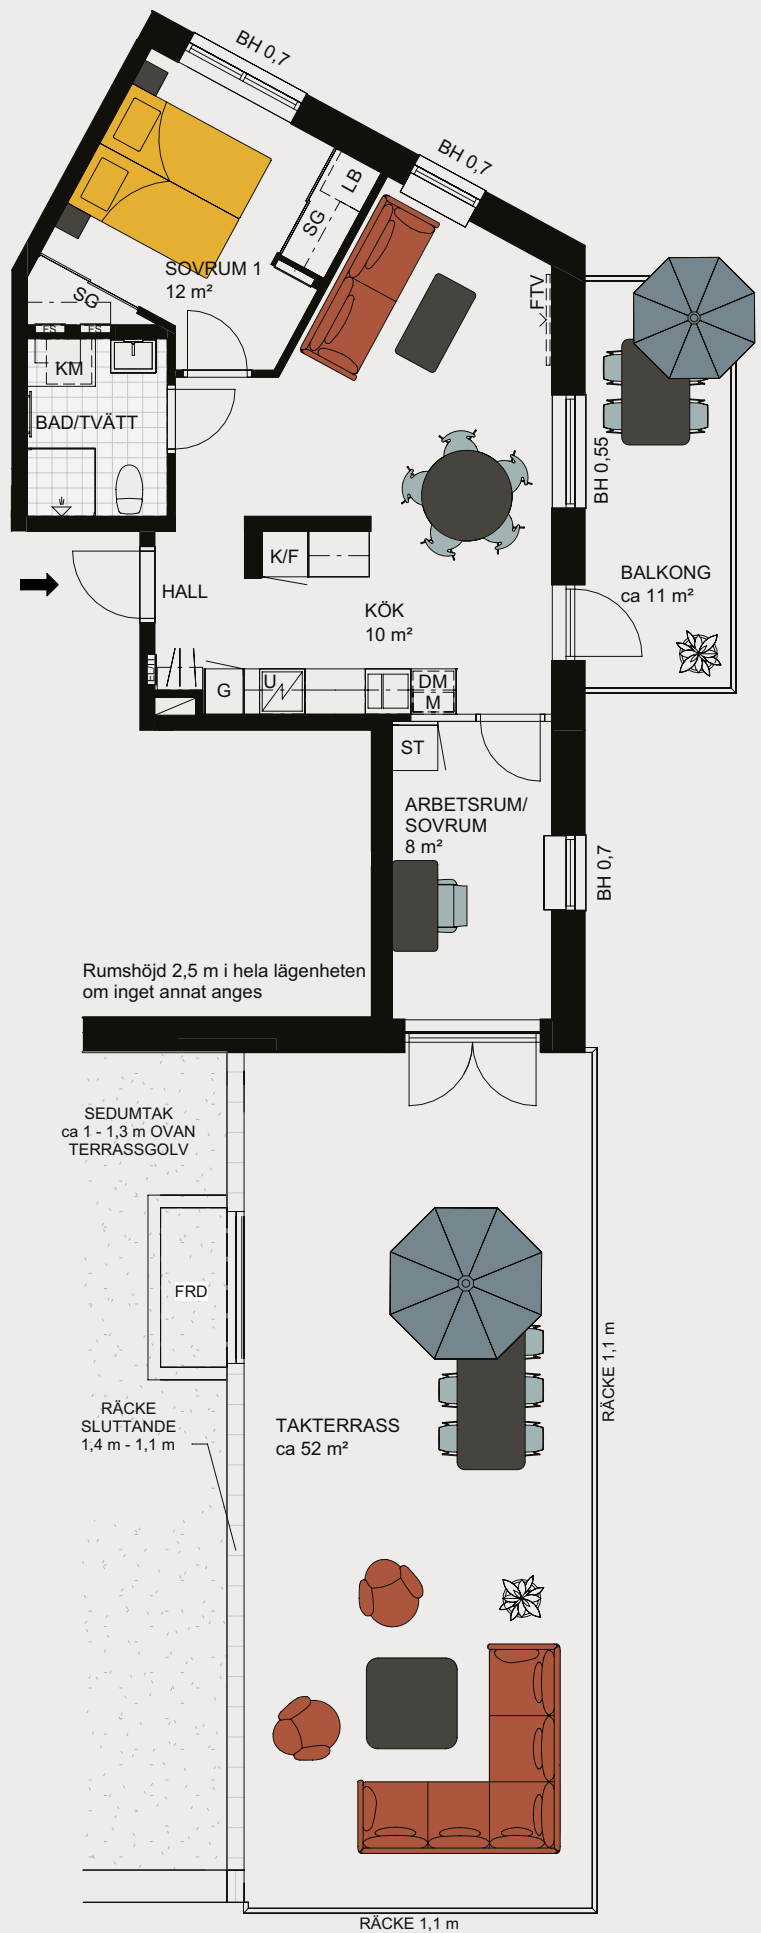 BH 0,7
BH 0,7
LB
SG
SOVRUM 1
12 m²
SG
FTV
FS
FS
KM
BAD/TVÄTT
BH 0,55
K/F
HALL
KÖK
10 m²
BALKONG
ca 11 m²
EL/IT
G
U
DM
M
ST
ARBETSRUM/
SOVRUM
8 m²
BH 0,7
Rumshöjd 2,5 m i hela lägenheten
om inget annat anges
SEDUMTAK
ca 1 - 1,3 m OVAN
TERRASSGOLV
FRD
RÄCKE 1,1 m
RÄCKE
SLUTTANDE
1,4 m - 1,1 m
TAKTERRASS
ca 52 m²
RÄCKE 1,1 m